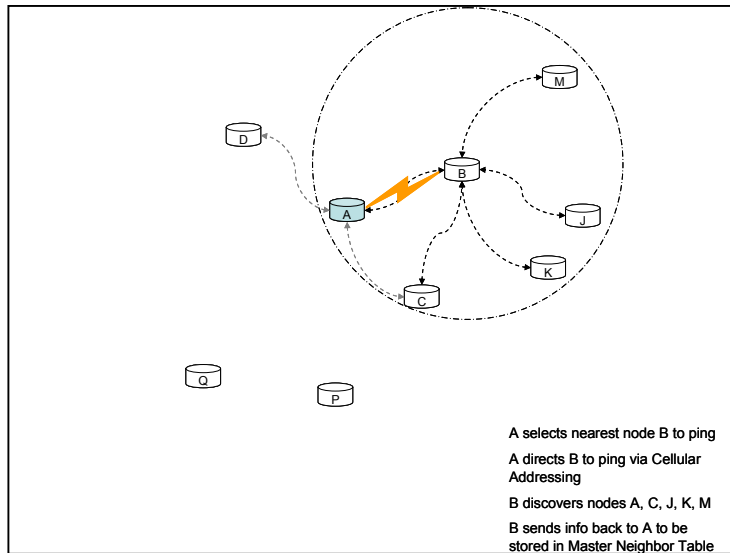 M
D
B
A
J
K
C
Q
P
A selects nearest node B to ping
A directs B to ping via Cellular
Addressing
B discovers nodes A, C, J, K, M
B sends info back to A to be
stored in Master Neighbor Table